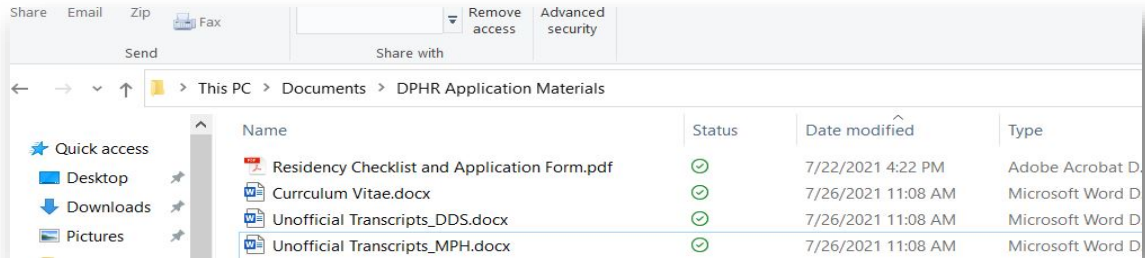 Share Email Zip Fax Remove access Advanced security
Send Share with
This PC > Documents > DPHR Application Materials
Name Status Date modified Type
Quick access
Desktop
Downloads
Pictures
Residency Checklist and Application Form.pdf 7/22/2021 4:22 PM Adobe Acrobat D
Currculum Vitae.docx 7/26/2021 11:08 AM Microsoft Word D
Unofficial Transcripts_DDS.docx 7/26/2021 11:08 AM Microsoft Word D
Unofficial Transcripts_MPH.docx 7/26/2021 11:08 AM Microsoft Word D